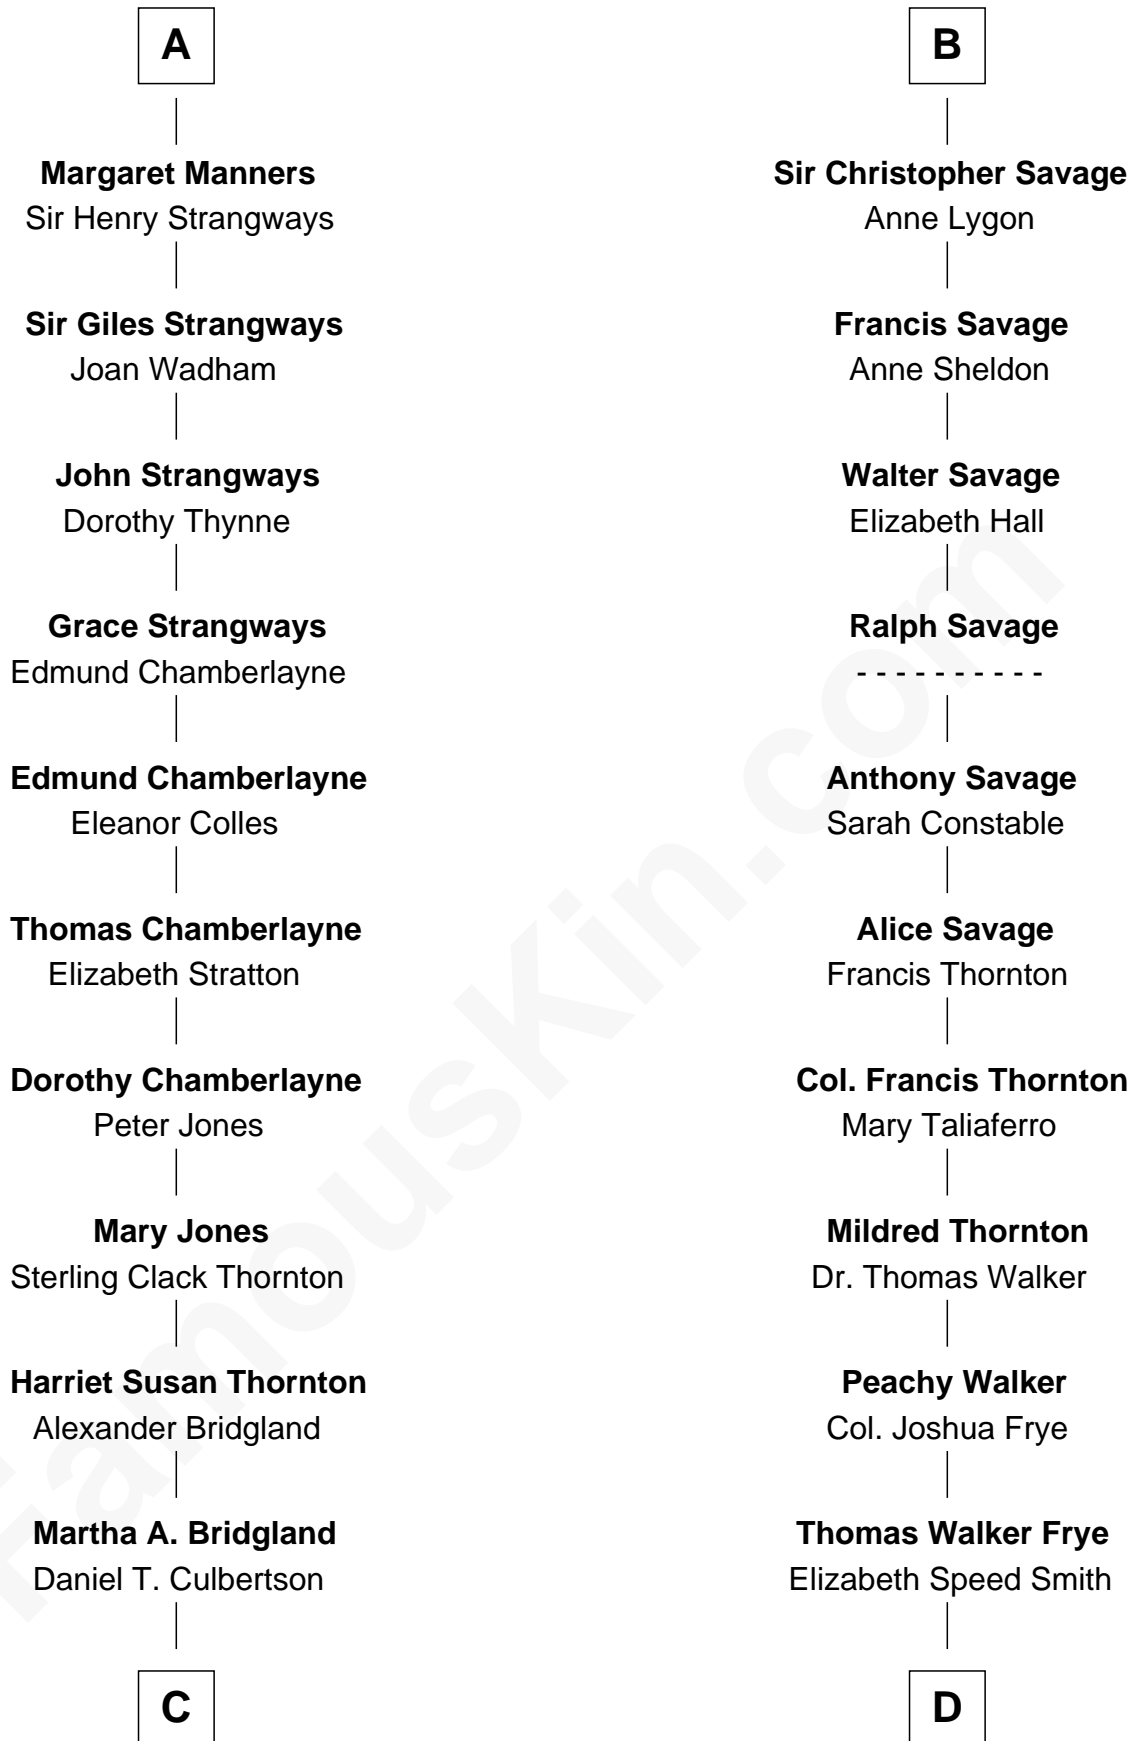 A
Margaret Manners
Sir Henry Strangways
Sir Giles Strangways
Joan Wadham
John Strangways
Dorothy Thynne
Grace Strangways
Edmund Chamberlayne
Edmund Chamberlayne
Eleanor Colles
Thomas Chamberlayne
Elizabeth Stratton
Dorothy Chamberlayne
Peter Jones
Mary Jones
Sterling Clack Thornton
Harriet Susan Thornton
Alexander Bridgland
Martha A. Bridgland
Daniel T. Culbertson
C
B
Sir Christopher Savage
Anne Lygon
Francis Savage
Anne Sheldon
Walter Savage
Elizabeth Hall
Ralph Savage
- - - - - - - - - -
Anthony Savage
Sarah Constable
Alice Savage
Francis Thornton
Col. Francis Thornton
Mary Taliaferro
Mildred Thornton
Dr. Thomas Walker
Peachy Walker
Col. Joshua Frye
Thomas Walker Frye
Elizabeth Speed Smith
D
FamousKin.com